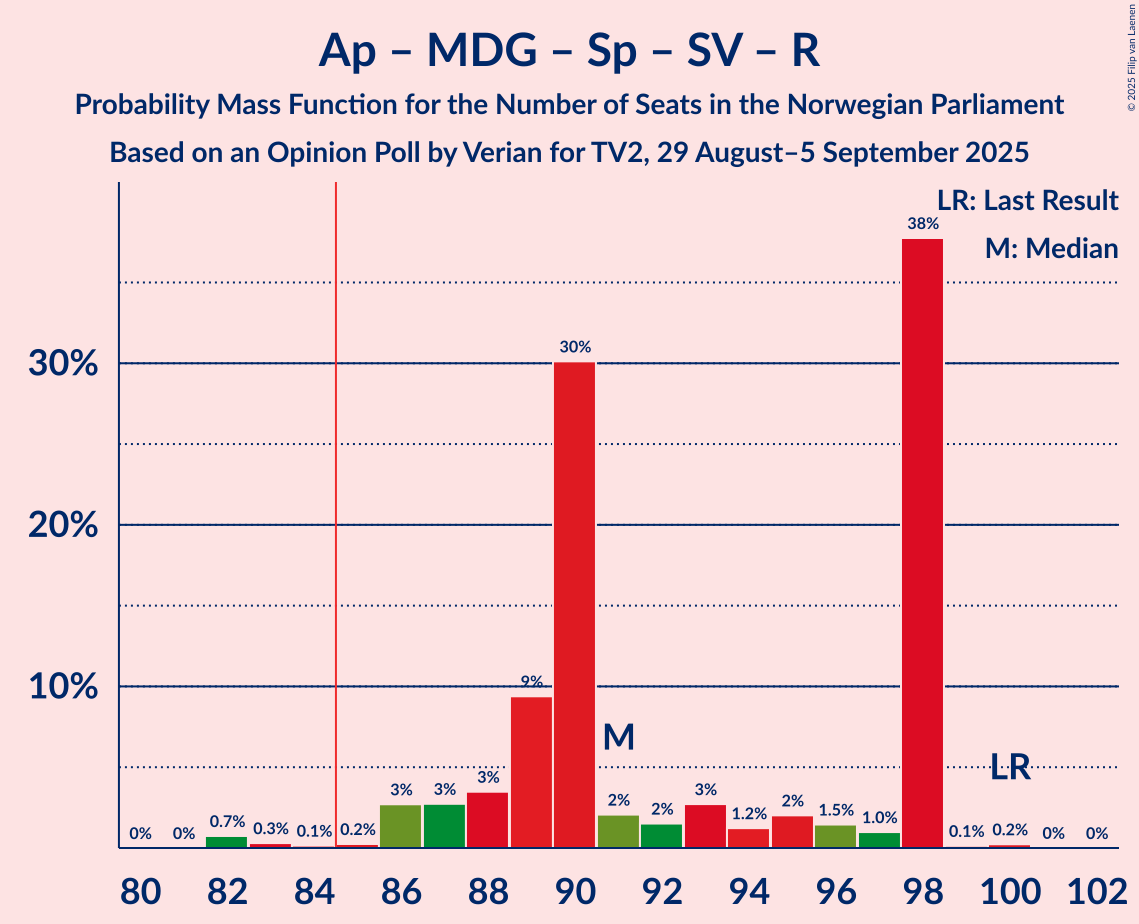 Ap – MDG – Sp – SV – R
Probability Mass Function for the Number of Seats in the Norwegian Parliament
Based on an Opinion Poll by Verian for TV2, 29 August–5 September 2025
© 2025 Filip van Laenen
LR: Last Result
M: Median
30%
20%
10%
0% 0% 0.7% 0.3% 0.1% 0.2% 3% 3% 3% 9% 30% 2% 2% 3% 1.2% 2% 1.5% 1.0% 38% 0.1% 0.2% 0% 0%
M
LR
80 82 84 86 88 90 92 94 96 98 100 102